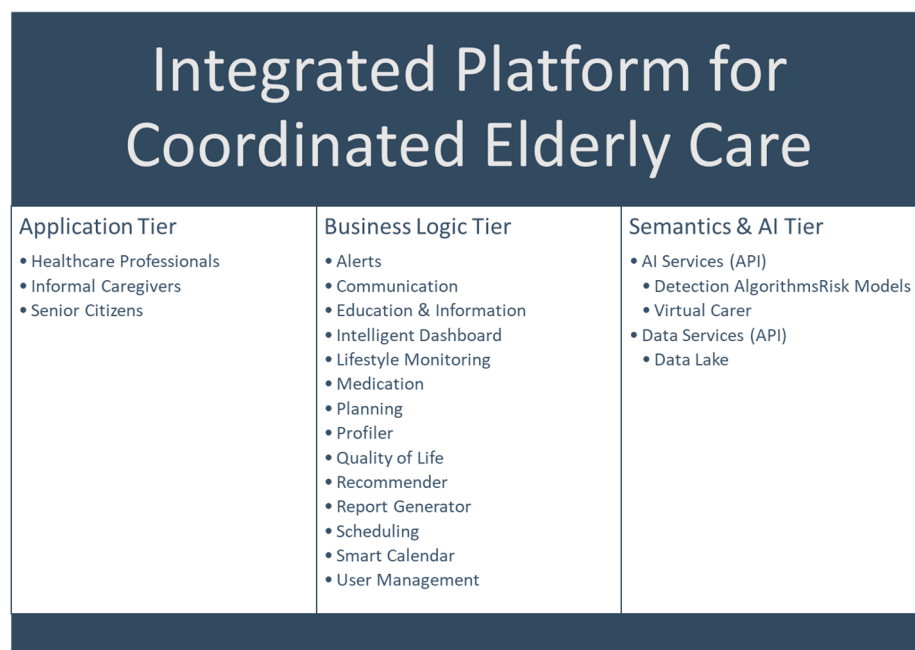 Integrated Platform for
Coordinated Elderly Care
Application Tier
• Healthcare Professionals
• Informal Caregivers
• Senior Citizens
Business Logic Tier
• Alerts
• Communication
• Education & Information
• Intelligent Dashboard
• Lifestyle Monitoring
• Medication
• Planning
• Profiler
• Quality of Life
• Recommender
• Report Generator
• Scheduling
• Smart Calendar
• User Management
Semantics & AI Tier
• AI Services (API)
• Detection AlgorithmsRisk Models
• Virtual Carer
• Data Services (API)
• Data Lake